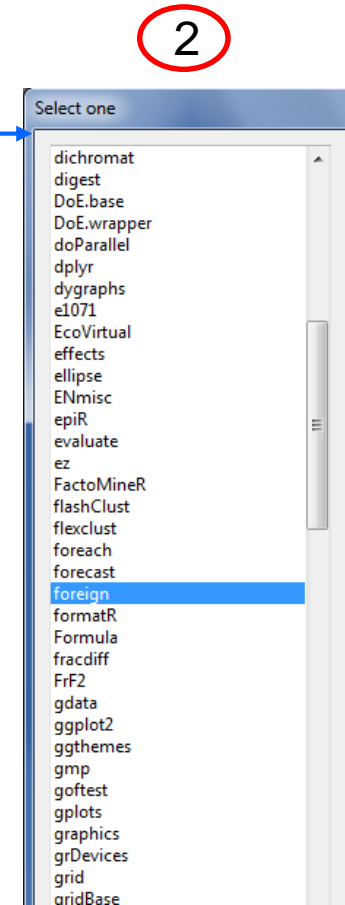 2
Select one
dichromat
digest
DoE.base
DoE.wrapper
doParallel
dplyr
dygraphs
e1071
EcoVirtual
effects
ellipse
ENmisc
epiR
evaluate
ez
FactoMineR
flashClust
flexclust
foreach
forecast
foreign
formatR
Formula
fracdiff
FrF2
gdata
ggplot2
ggthemes
gmp
goftest
gplots
graphics
grDevices
grid
gridBase